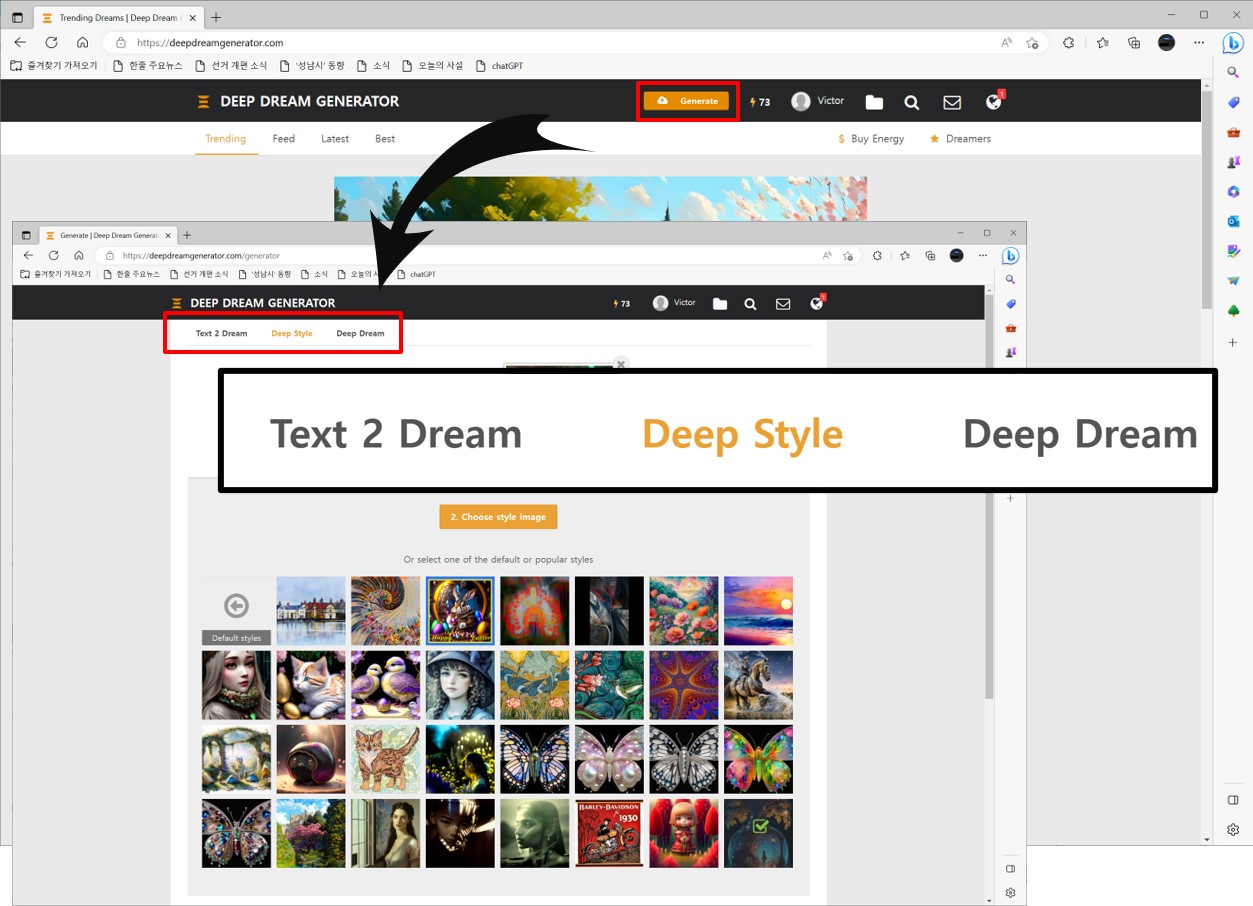 Trending Dreams | Deep Dream
https://deepdreamgenerator.com
즐겨찾기 가져오기 한줄 주요뉴스 선거 개편 소식 '성남시' 동향 소식 오늘의 사설 chatGPT
DEEP DREAM GENERATOR Generate 73 Victor 1
Trending Feed Latest Best Buy Energy Dreamers
Generate | Deep Dream Generat
https://deepdreamgenerator.com/generator
즐겨찾기 가져오기 한줄 주요뉴스 선거 개편 소식 '성남시' 동향 소식 오늘의 chatGPT
DEEP DREAM GENERATOR 73 Victor 1
Text 2 Dream Deep Style Deep Dream
Text 2 Dream Deep Style Deep Dream
2. Choose style image
Or select one of the default or popular styles
Default styles
Happy Easter
HARLEY-DAVIDSON
1930